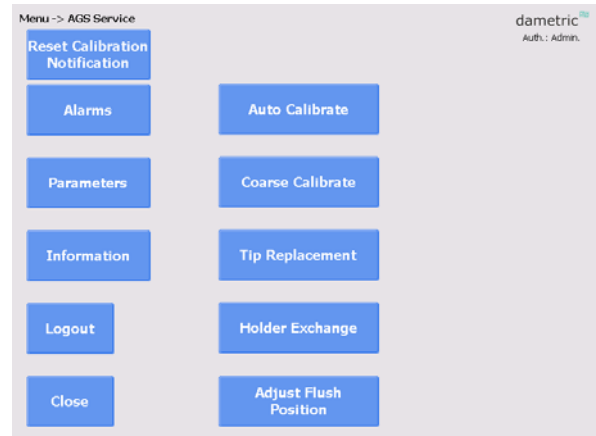 Menu -> AGS Service
dametric
Auth.: Admin.
Reset Calibration
Notification
Alarms
Auto Calibrate
Parameters
Coarse Calibrate
Information
Tip Replacement
Logout
Holder Exchange
Close
Adjust Flush
Position